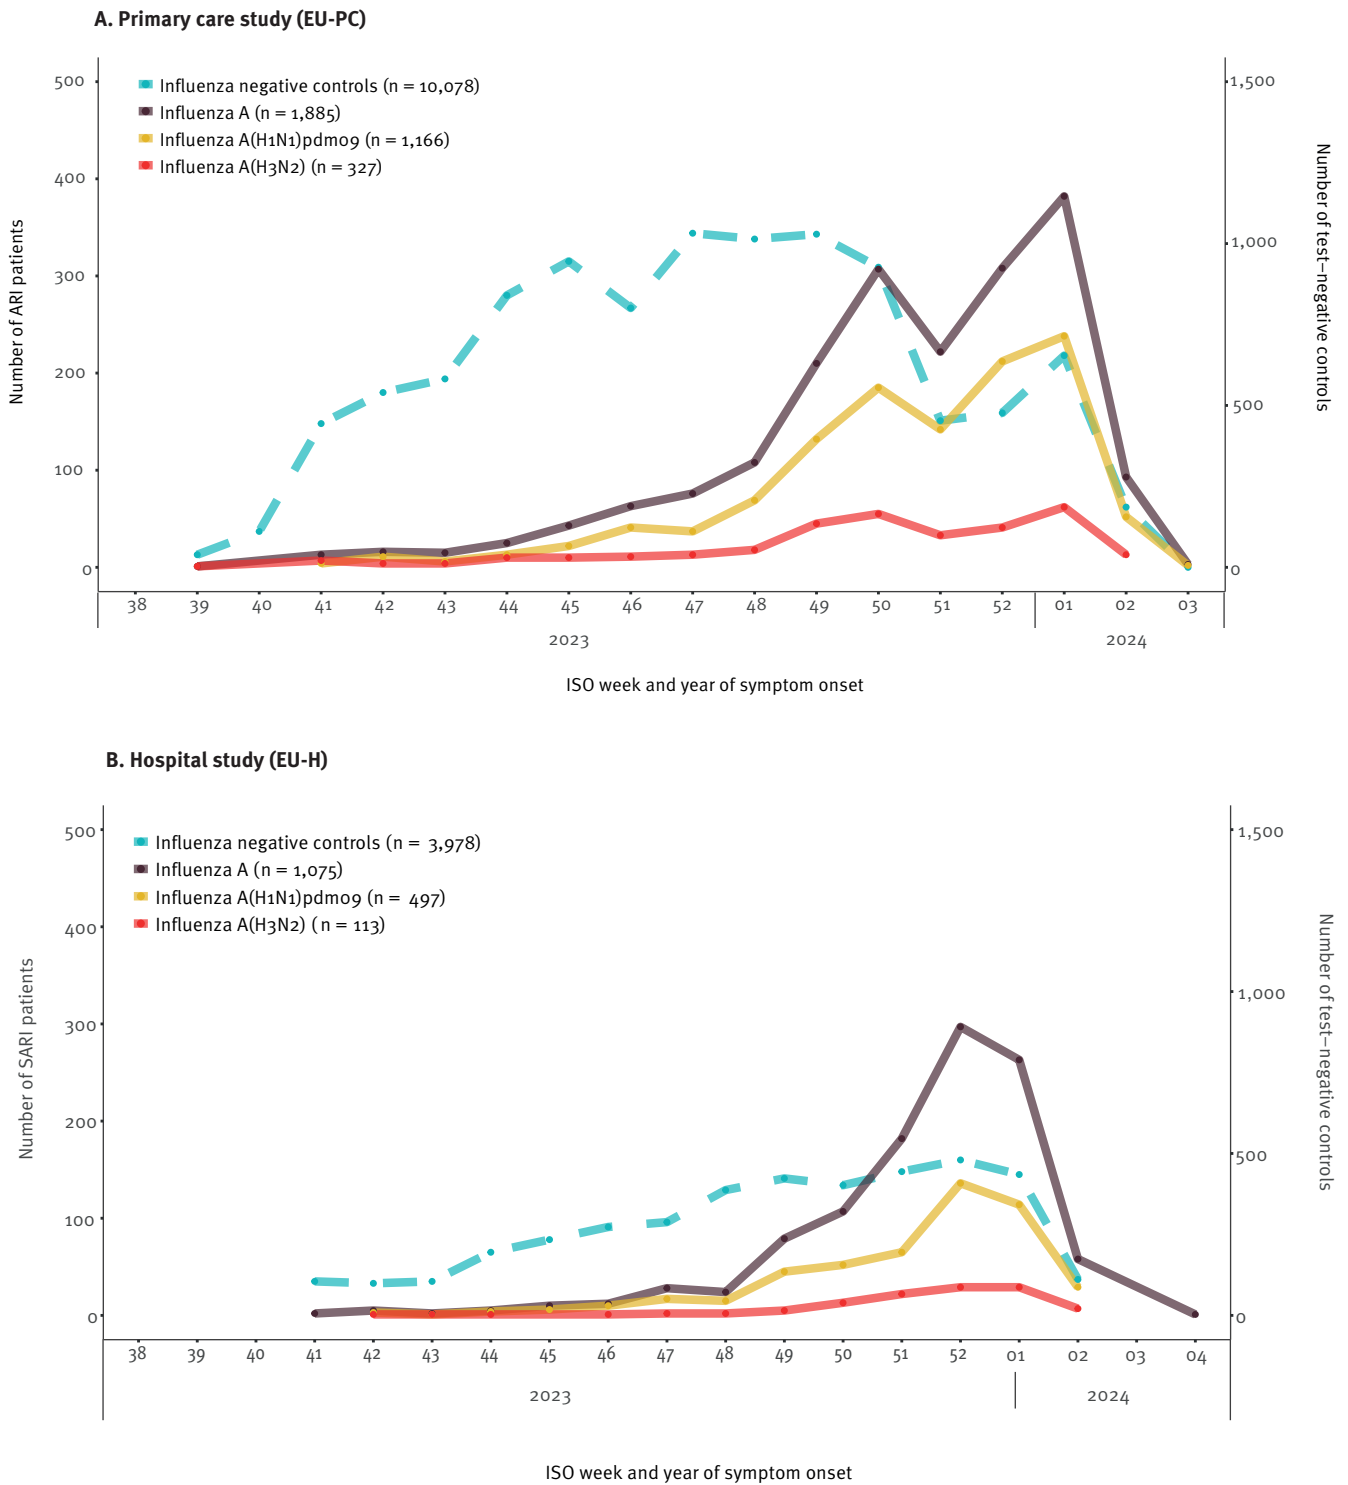 A. Primary care study (EU-PC)
500
400
300
200
100
0
Number of ARI patients
Influenza negative controls (n = 10,078)
Influenza A (n = 1,885)
Influenza A(H1N1)pdm09 (n = 1,166)
Influenza A(H3N2) (n = 327)
1,500
1,000
500
0
Number of test–negative controls
38 39 40 41 42 43 44 45 46 47 48 49 50 51 52 01 02 03
2023 2024
ISO week and year of symptom onset
B. Hospital study (EU-H)
500
400
300
200
100
0
Number of SARI patients
Influenza negative controls (n = 3,978)
Influenza A (n = 1,075)
Influenza A(H1N1)pdm09 (n = 497)
Influenza A(H3N2) ( n = 113)
1,500
1,000
500
0
Number of test–negative controls
38 39 40 41 42 43 44 45 46 47 48 49 50 51 52 01 02 03 04
2023 2024
ISO week and year of symptom onset